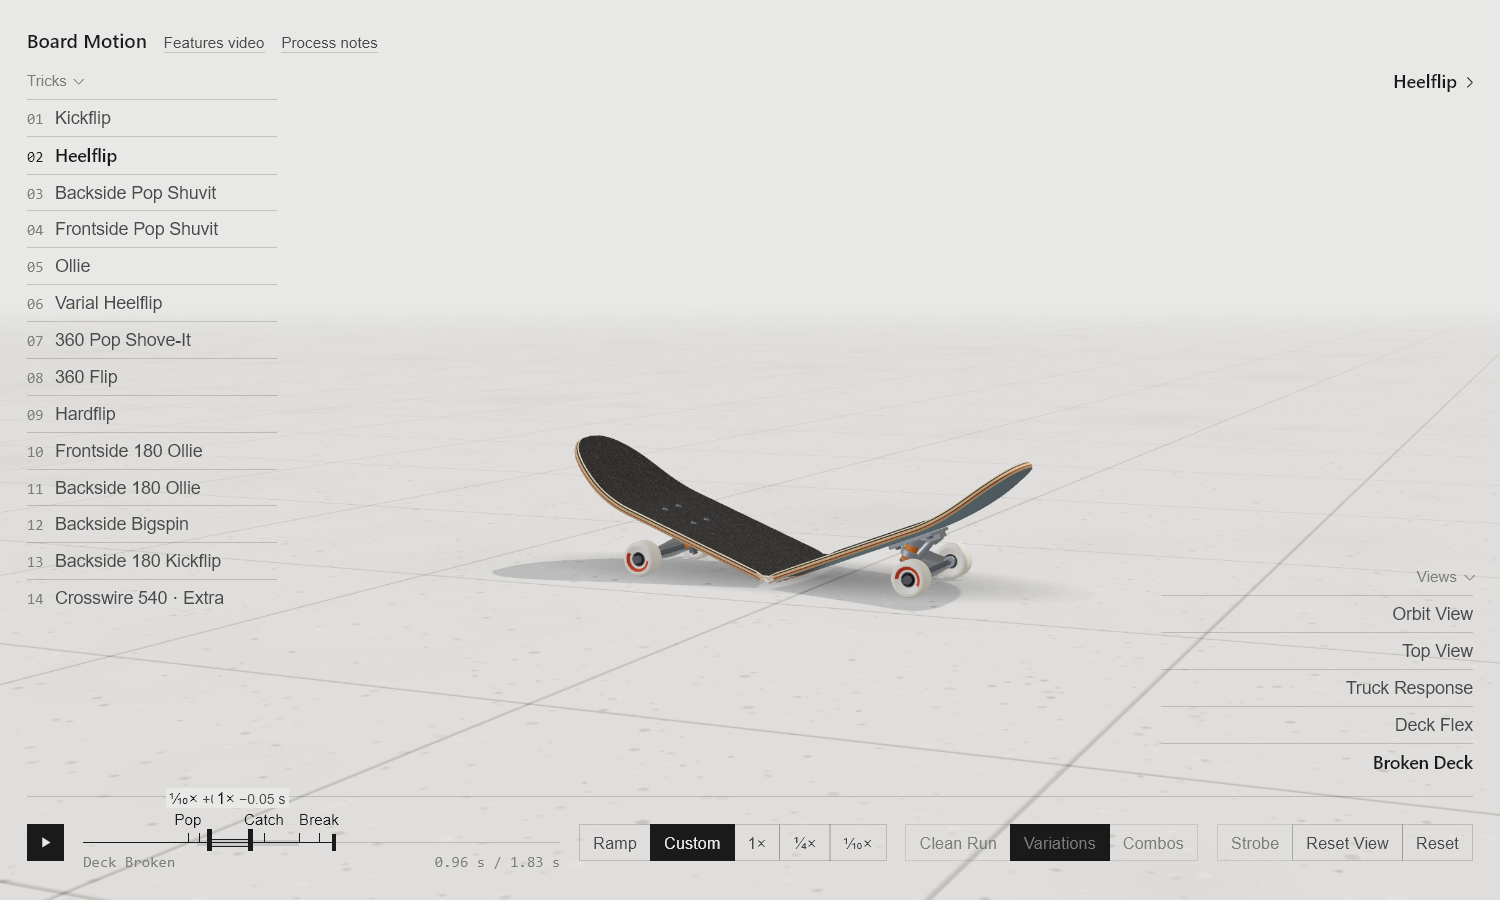 Board Motion Features video Process notes
Tricks
Heelflip
01 Kickflip
02 Heelflip
03 Backside Pop Shuvit
04 Frontside Pop Shuvit
05 Ollie
06 Varial Heelflip
07 360 Pop Shove-It
08 360 Flip
09 Hardflip
10 Frontside 180 Ollie
11 Backside 180 Ollie
12 Backside Bigspin
13 Backside 180 Kickflip
14 Crosswire 540 · Extra
Views
Orbit View
Top View
Truck Response
Deck Flex
Broken Deck
⅒× +( 1× −0.05 s
Pop Catch Break
Deck Broken 0.96 s / 1.83 s
Ramp Custom 1× ¼× ⅒× Clean Run Variations Combos Strobe Reset View Reset